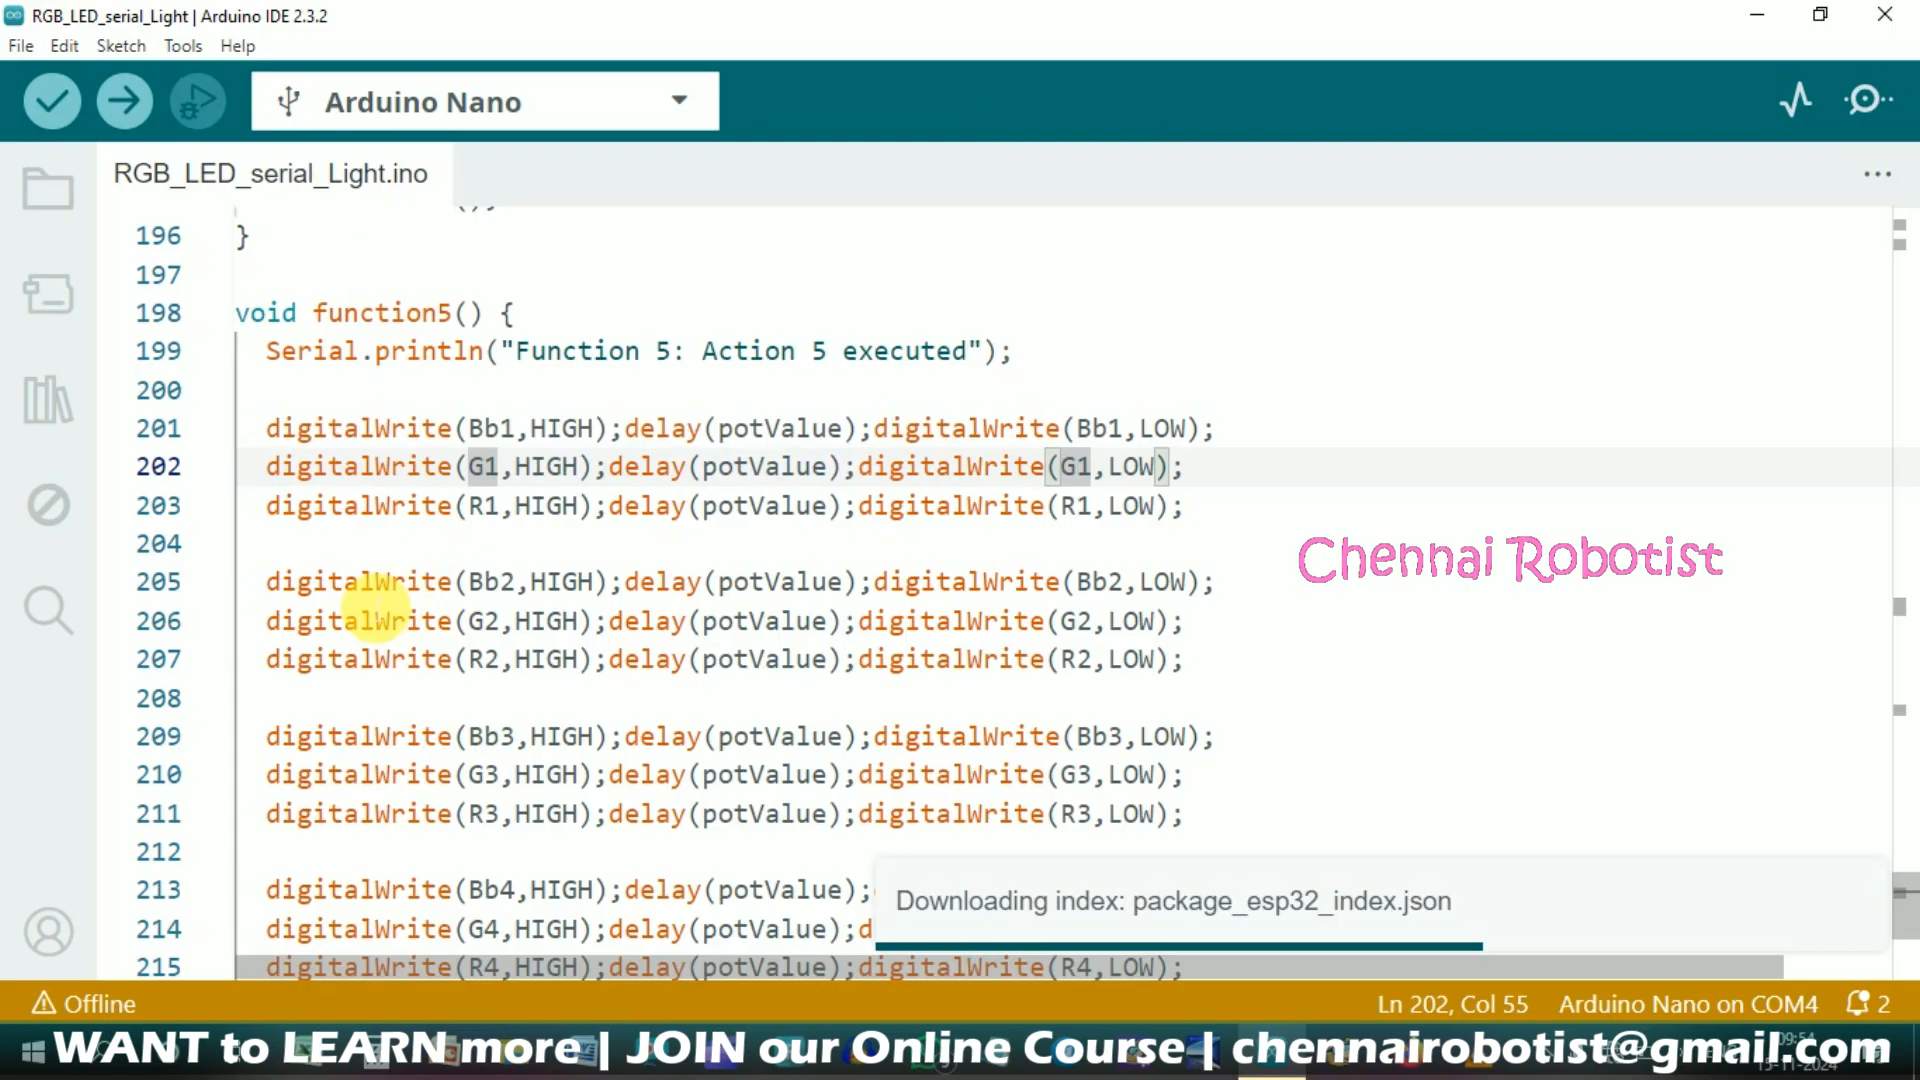 RGB_LED_serial_Light | Arduino IDE 2.3.2
File Edit Sketch Tools Help
Arduino Nano
RGB_LED_serial_Light.ino
196 }
197
198 void function5() {
199 Serial.println("Function 5: Action 5 executed");
200
201 digitalWrite(Bb1,HIGH);delay(potValue);digitalWrite(Bb1,LOW);
202 digitalWrite(G1,HIGH);delay(potValue);digitalWrite(G1,LOW);
203 digitalWrite(R1,HIGH);delay(potValue);digitalWrite(R1,LOW);
204
Chennai Robotist
205 digitalWrite(Bb2,HIGH);delay(potValue);digitalWrite(Bb2,LOW);
206 digitalWrite(G2,HIGH);delay(potValue);digitalWrite(G2,LOW);
207 digitalWrite(R2,HIGH);delay(potValue);digitalWrite(R2,LOW);
208
209 digitalWrite(Bb3,HIGH);delay(potValue);digitalWrite(Bb3,LOW);
210 digitalWrite(G3,HIGH);delay(potValue);digitalWrite(G3,LOW);
211 digitalWrite(R3,HIGH);delay(potValue);digitalWrite(R3,LOW);
212
213 digitalWrite(Bb4,HIGH);delay(potValue);
Downloading index: package_esp32_index.json
214 digitalWrite(G4,HIGH);delay(potValue);d
215 digitalWrite(R4,HIGH);delay(potValue);digitalWrite(R4,LOW);
Offline Ln 202, Col 55 Arduino Nano on COM4 2
WANT to LEARN more | JOIN our Online Course | chennairobotist@gmail.com
09:54
15-11-2024